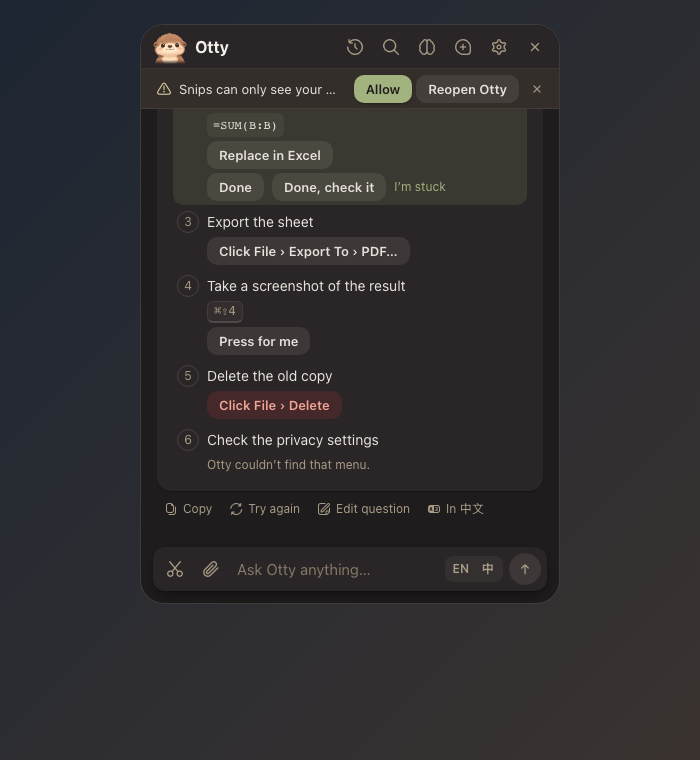 Otty
Snips can only see your ...
Allow
Reopen Otty
=SUM(B:B)
Replace in Excel
Done
Done, check it
I'm stuck
3 Export the sheet
Click File › Export To › PDF...
4 Take a screenshot of the result
⌘⇧4
Press for me
5 Delete the old copy
Click File › Delete
6 Check the privacy settings
Otty couldn't find that menu.
Copy
Try again
Edit question
In 中文
Ask Otty anything...
EN 中